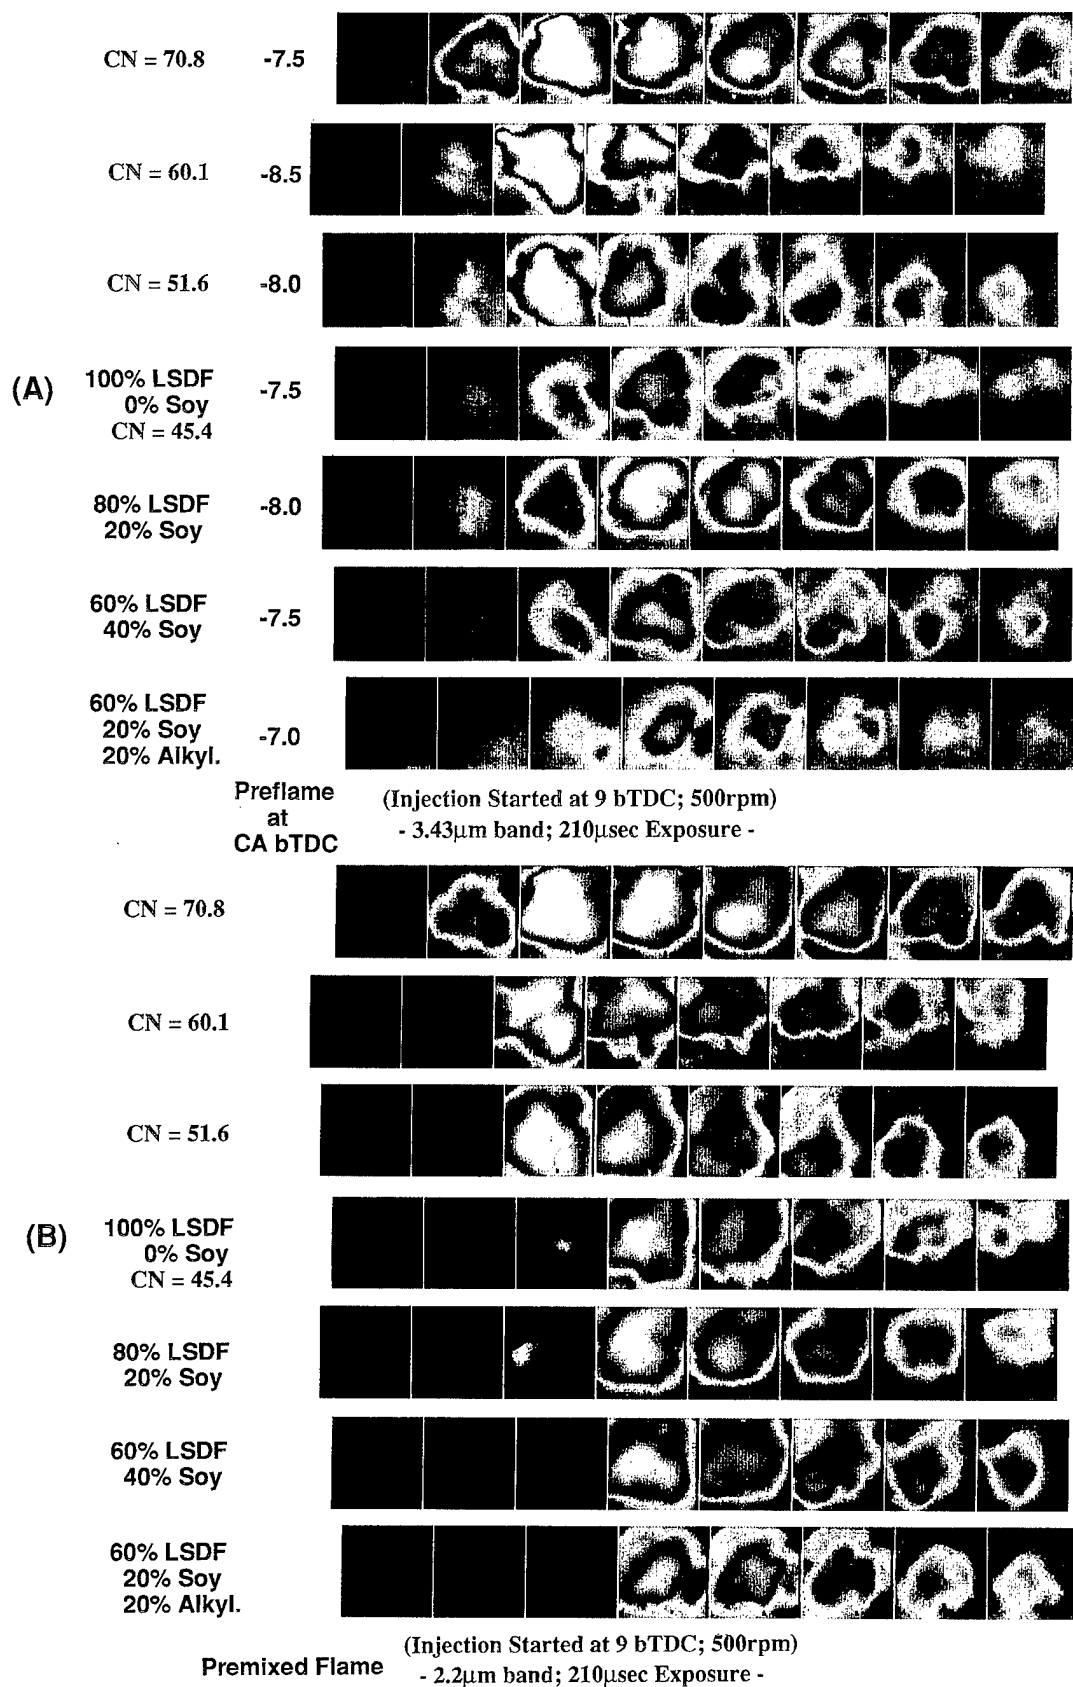 CN = 70.8 -7.5
CN = 60.1 -8.5
CN = 51.6 -8.0
(A) 100% LSDF -7.5
0% Soy
CN = 45.4
80% LSDF -8.0
20% Soy
60% LSDF -7.5
40% Soy
60% LSDF
20% Soy -7.0
20% Alkyl.
Preflame
at
CA bTDC
(Injection Started at 9 bTDC; 500rpm)
- 3.43µm band; 210µsec Exposure -
CN = 70.8
CN = 60.1
CN = 51.6
(B) 100% LSDF
0% Soy
CN = 45.4
80% LSDF
20% Soy
60% LSDF
40% Soy
60% LSDF
20% Soy
20% Alkyl.
Premixed Flame
(Injection Started at 9 bTDC; 500rpm)
- 2.2µm band; 210µsec Exposure -